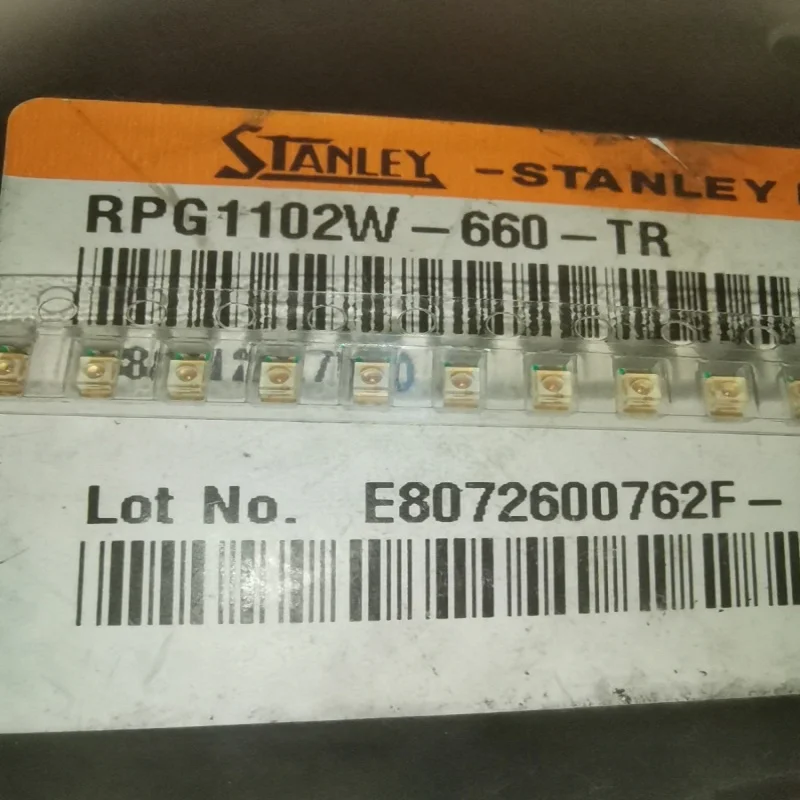 STANLEY -STANLEY
RPG1102W-660-TR
Lot No. E8072600762F-